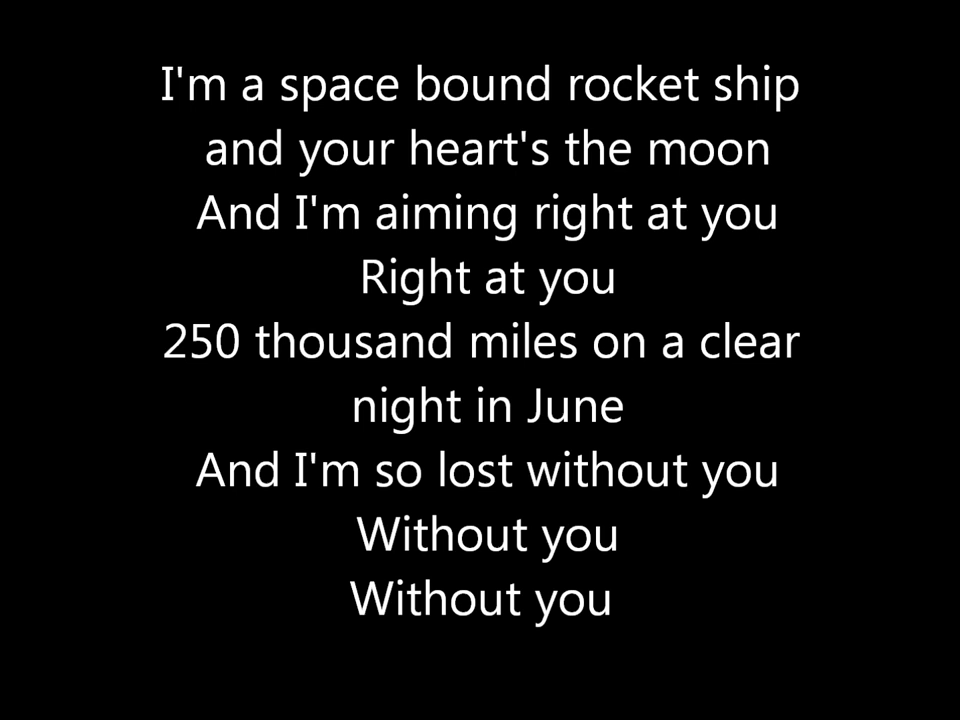 I'm a space bound rocket ship
and your heart's the moon
And I'm aiming right at you
Right at you
250 thousand miles on a clear
night in June
And I'm so lost without you
Without you
Without you